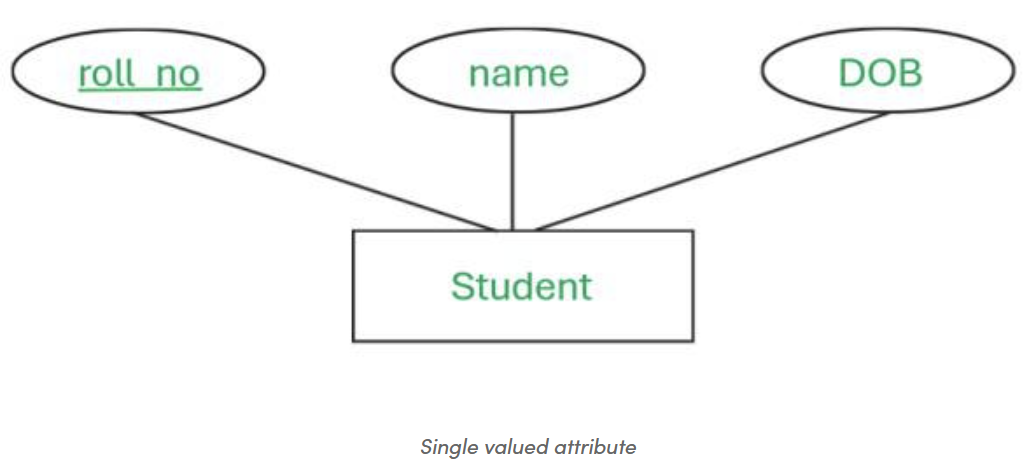 roll_no
name
DOB
Student
Single valued attribute